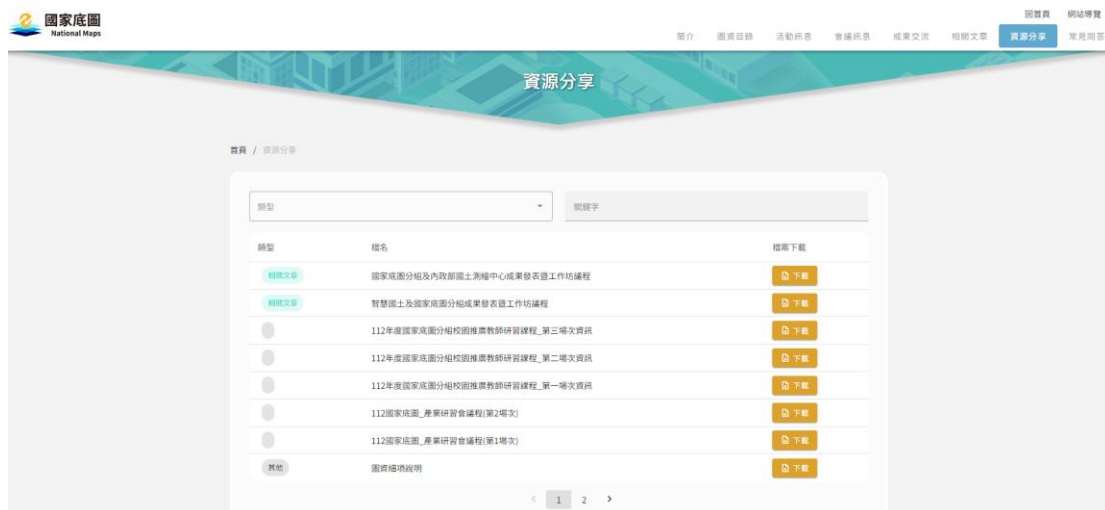 國家底圖
National Maps
回首頁 網站導覽
簡介 圖資目錄 活動訊息 會議訊息 成果交流 相關文章 資源分享 常見問答
資源分享
首頁 / 資源分享
類型 關鍵字
類型 檔名 檔案下載
相關文章 國家底圖分組及內政部國土測繪中心成果發表暨工作坊議程 下載
相關文章 智慧國土及國家底圖分組成果發表暨工作坊議程 下載
112年度國家底圖分組校園推廣教師研習課程_第三場次資訊 下載
112年度國家底圖分組校園推廣教師研習課程_第二場次資訊 下載
112年度國家底圖分組校園推廣教師研習課程_第一場次資訊 下載
112國家底圖_產業研習會議程(第2場次) 下載
112國家底圖_產業研習會議程(第1場次) 下載
其他 圖資細項說明 下載
< 1 2 >